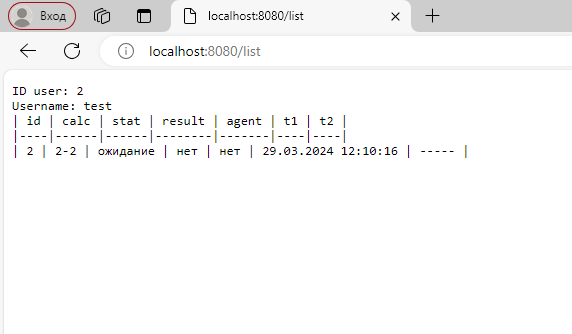 Вход
localhost:8080/list
localhost:8080/list
ID user: 2
Username: test
| id | calc | stat | result | agent | t1 | t2 |
|----|------|------|--------|-------|----|----|
| 2 | 2-2 | ожидание | нет | нет | 29.03.2024 12:10:16 | ----- |